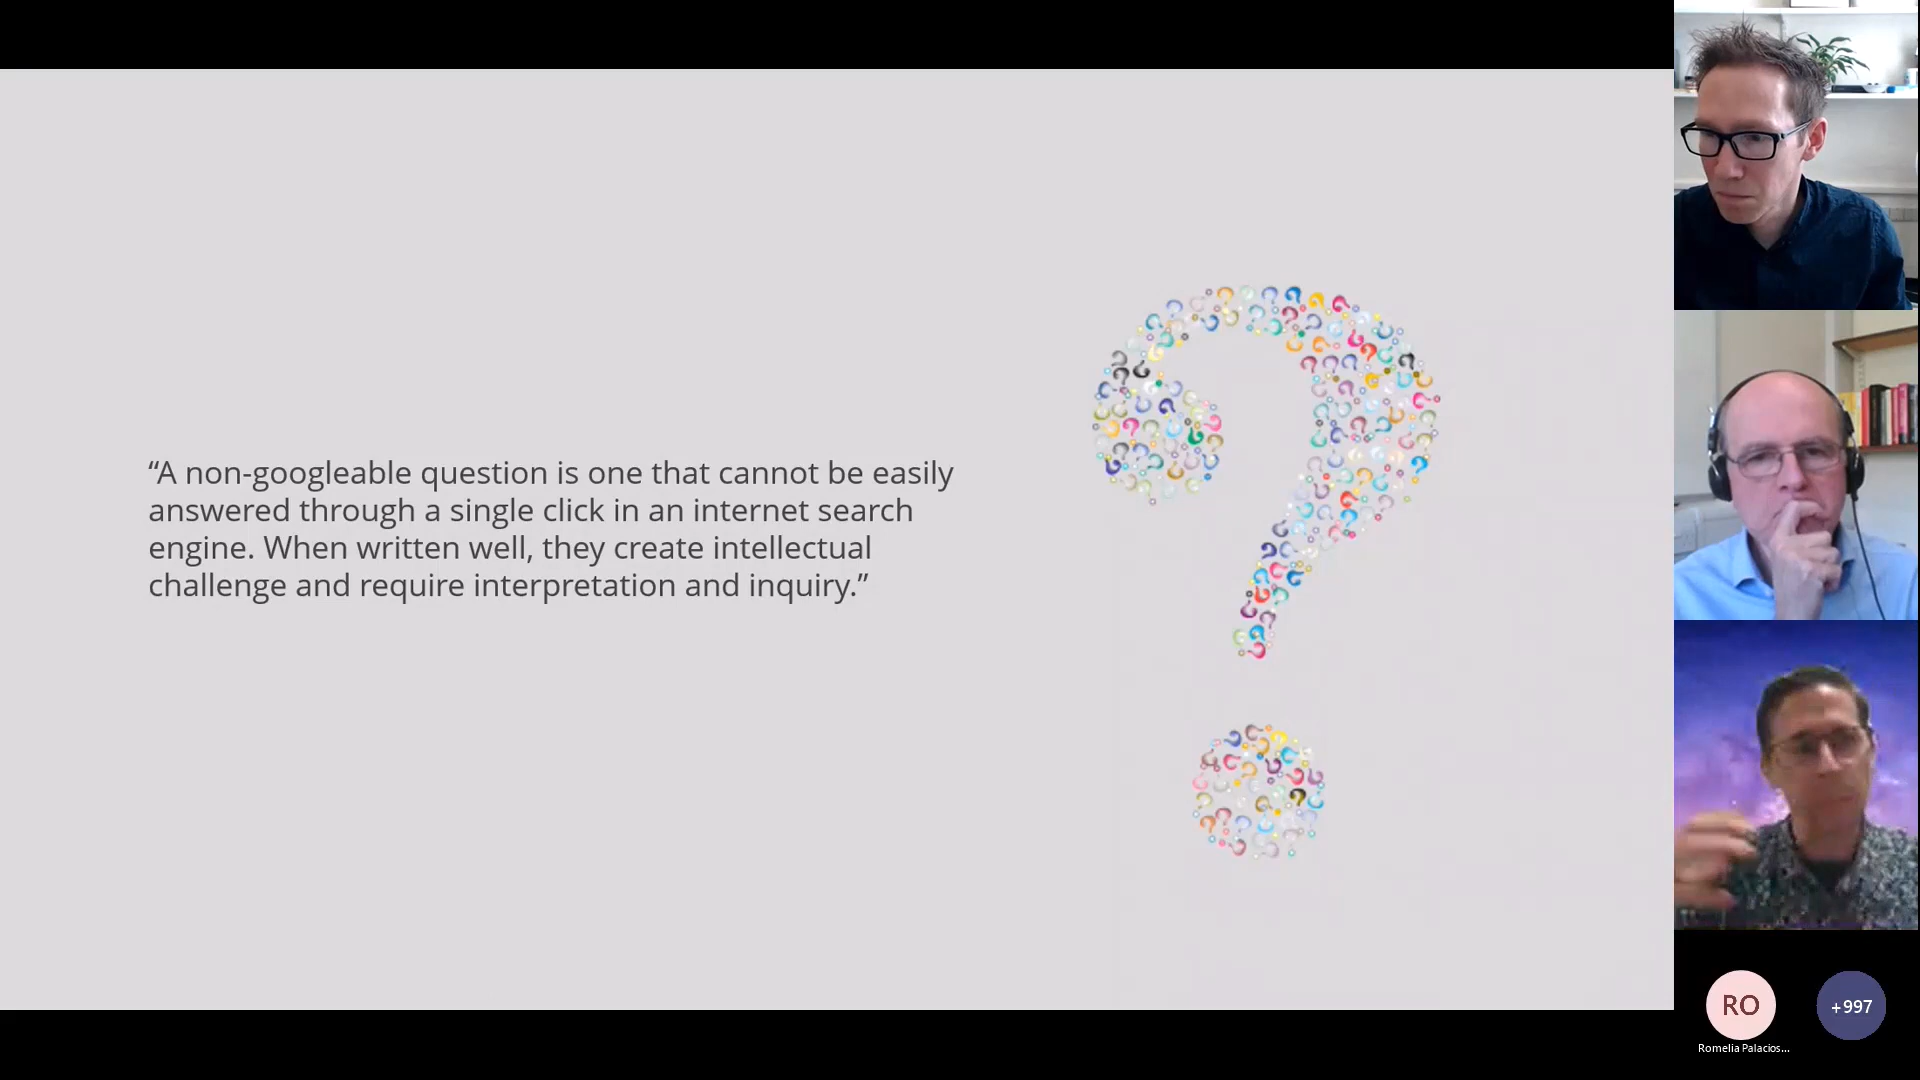 “A non-googleable question is one that cannot be easily
answered through a single click in an internet search
engine. When written well, they create intellectual
challenge and require interpretation and inquiry.”
RO
+997
Romelia Palacios...